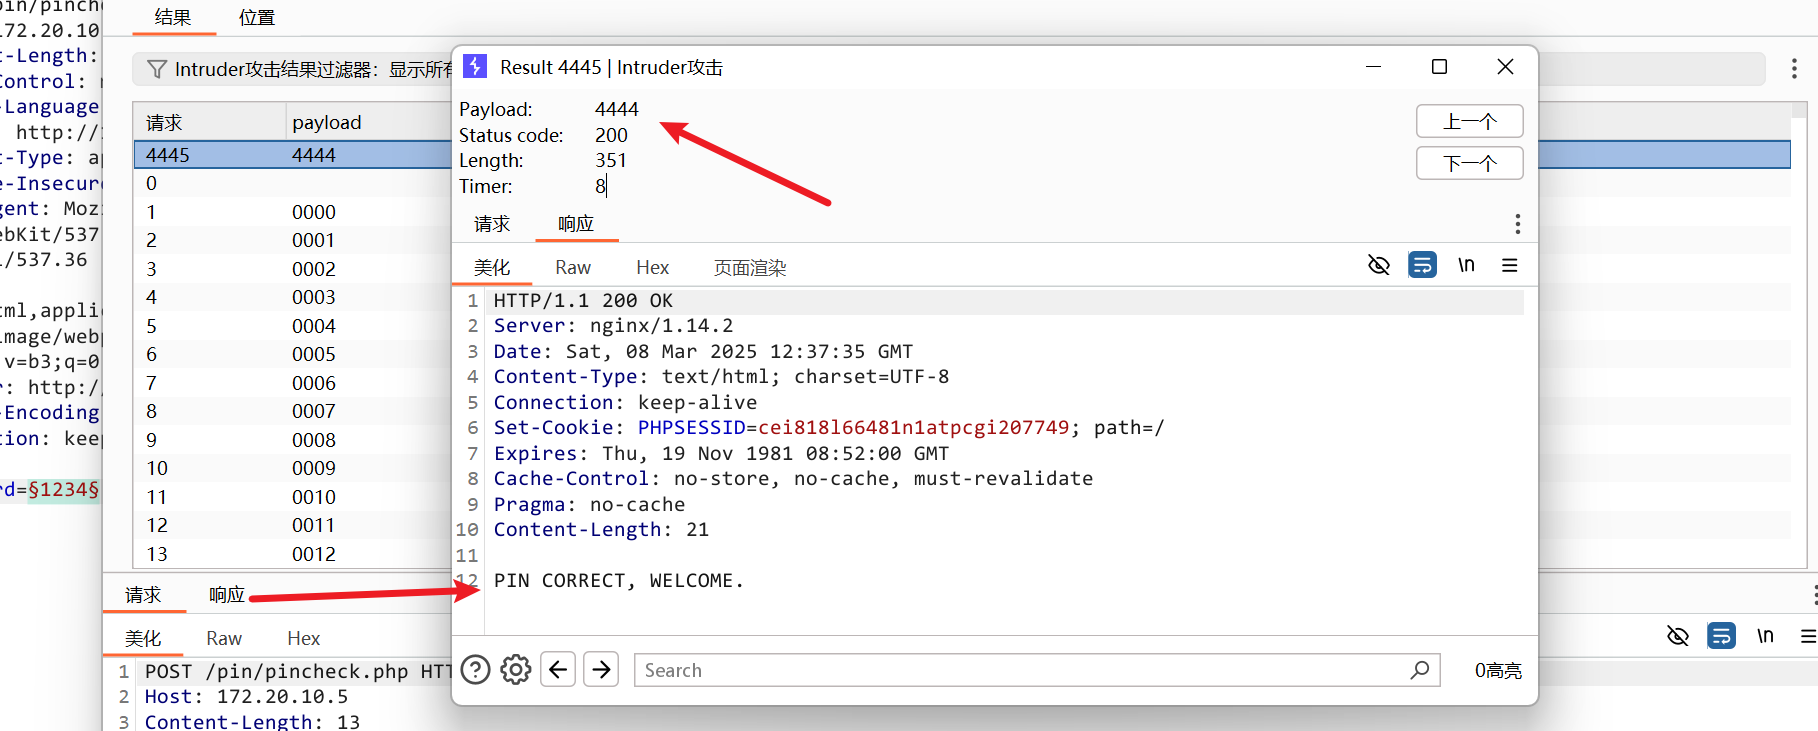 结果 位置
oin/pinche
172.20.10
t-Length:
Control:
-Language
http://
t-Type: ap
e-Insecure
gent: Moz
ebKit/537
/537.36
tml,applic
image/webp
v=b3;q=0
r: http:/
-Encoding
tion: keep
rd=§1234§
Intruder攻击结果过滤器：显示所有
请求 payload
4445 4444
0
1 0000
2 0001
3 0002
4 0003
5 0004
6 0005
7 0006
8 0007
9 0008
10 0009
11 0010
12 0011
13 0012
请求 响应
美化 Raw Hex
1 POST /pin/pincheck.php HTT
2 Host: 172.20.10.5
3 Content-Length: 13
\n
Result 4445 | Intruder攻击
Payload: 4444
Status code: 200
Length: 351
Timer: 8
上一个
下一个
请求 响应
美化 Raw Hex 页面渲染
\n
1 HTTP/1.1 200 OK
2 Server: nginx/1.14.2
3 Date: Sat, 08 Mar 2025 12:37:35 GMT
4 Content-Type: text/html; charset=UTF-8
5 Connection: keep-alive
6 Set-Cookie: PHPSESSID=cei818l66481n1atpcgi207749; path=/
7 Expires: Thu, 19 Nov 1981 08:52:00 GMT
8 Cache-Control: no-store, no-cache, must-revalidate
9 Pragma: no-cache
10 Content-Length: 21
11
12 PIN CORRECT, WELCOME.
Search
0高亮